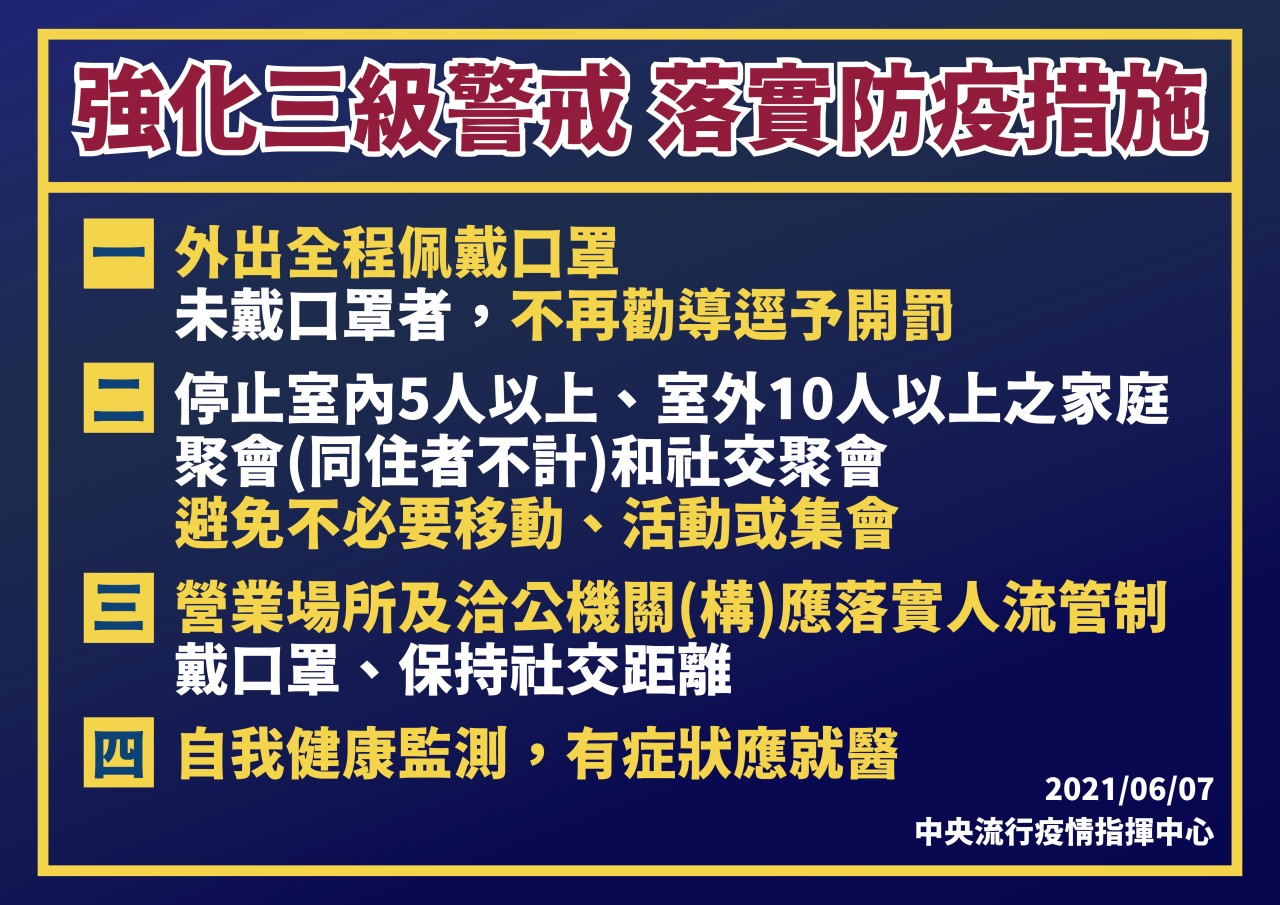 強化三級警戒 落實防疫措施
一 外出全程佩戴口罩
未戴口罩者，不再勸導逕予開罰
二 停止室內5人以上、室外10人以上之家庭
聚會(同住者不計)和社交聚會
避免不必要移動、活動或集會
三 營業場所及洽公機關(構)應落實人流管制
戴口罩、保持社交距離
四 自我健康監測，有症狀應就醫
2021/06/07
中央流行疫情指揮中心